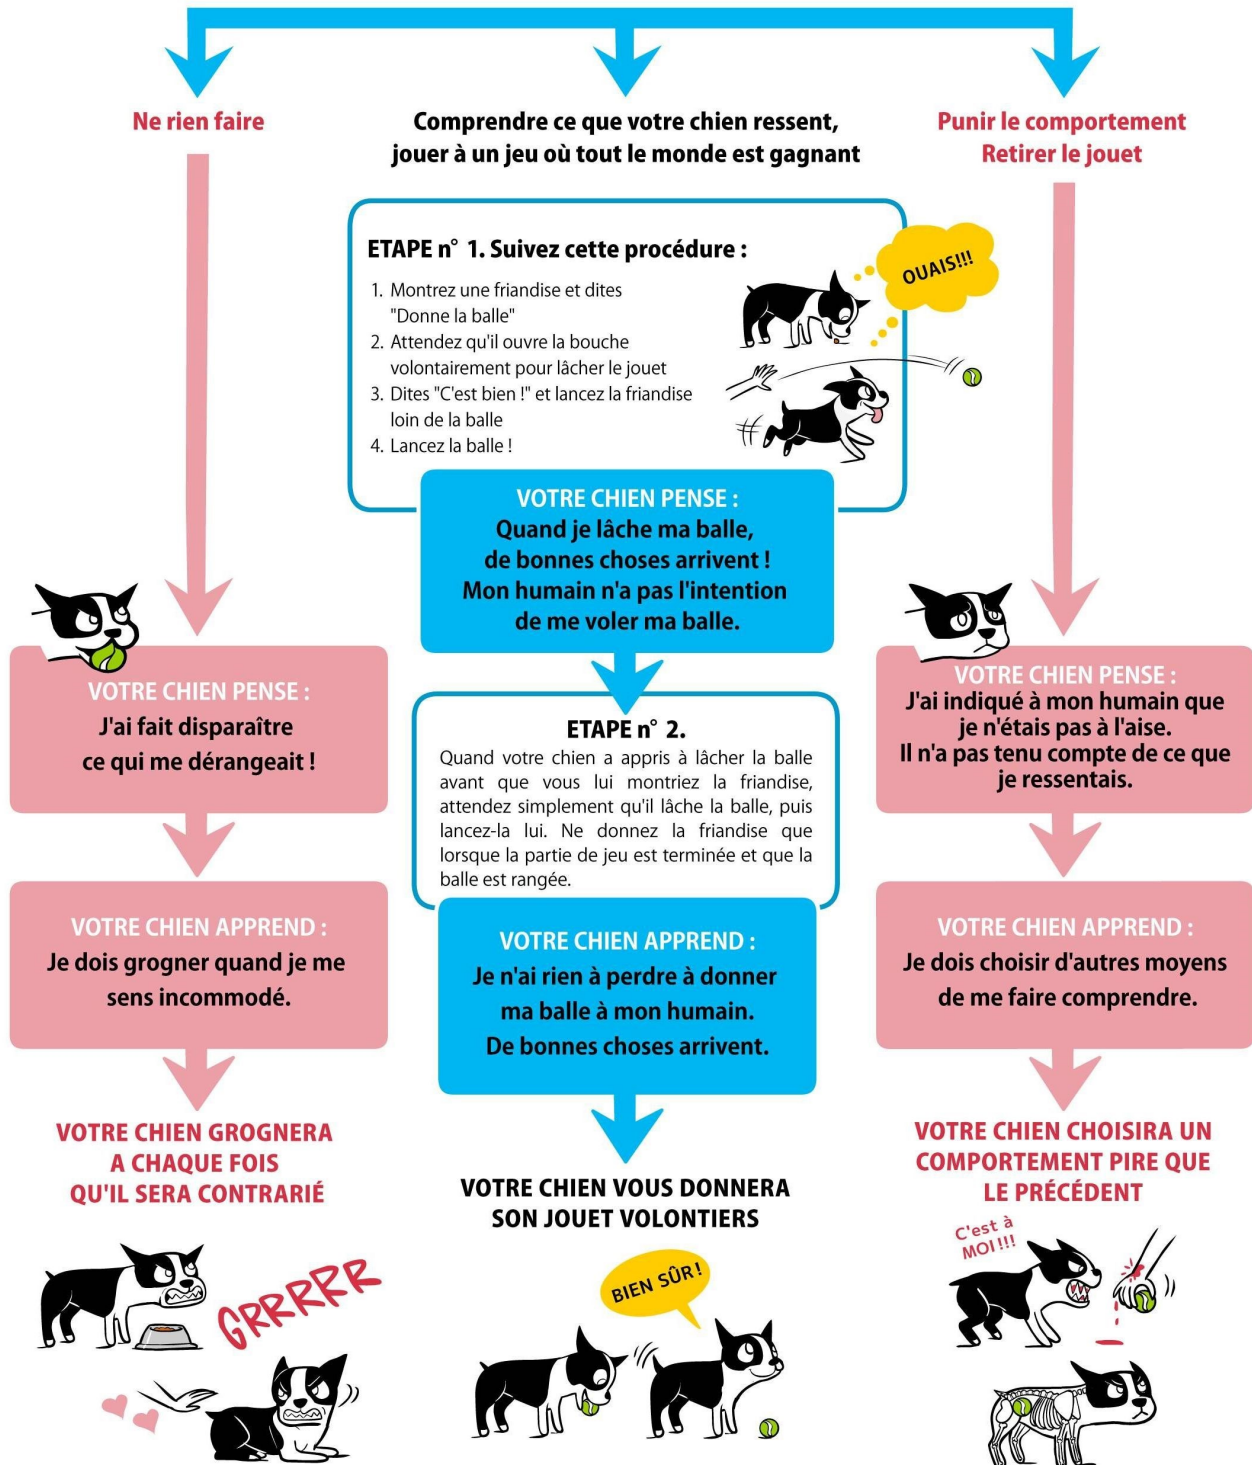 Ne rien faire
Comprendre ce que votre chien ressent,
jouer à un jeu où tout le monde est gagnant
Punir le comportement
Retirer le jouet
ETAPE n° 1. Suivez cette procédure :
1. Montrez une friandise et dites
"Donne la balle"
2. Attendez qu'il ouvre la bouche
volontairement pour lâcher le jouet
3. Dites "C'est bien !" et lancez la friandise
loin de la balle
4. Lancez la balle !
OUAIS!!!
VOTRE CHIEN PENSE :
Quand je lâche ma balle,
de bonnes choses arrivent !
Mon humain n'a pas l'intention
de me voler ma balle.
VOTRE CHIEN PENSE :
J'ai fait disparaître
ce qui me dérangeait !
ETAPE n° 2.
Quand votre chien a appris à lâcher la balle
avant que vous lui montriez la friandise,
attendez simplement qu'il lâche la balle, puis
lancez-la lui. Ne donnez la friandise que
lorsque la partie de jeu est terminée et que la
balle est rangée.
VOTRE CHIEN PENSE :
J'ai indiqué à mon humain que
je n'étais pas à l'aise.
Il n'a pas tenu compte de ce que
je ressentais.
VOTRE CHIEN APPREND :
Je dois grogner quand je me
sens incommodé.
VOTRE CHIEN APPREND :
Je n'ai rien à perdre à donner
ma balle à mon humain.
De bonnes choses arrivent.
VOTRE CHIEN APPREND :
Je dois choisir d'autres moyens
de me faire comprendre.
VOTRE CHIEN GROGNERA
A CHAQUE FOIS
QU'IL SERA CONTRARIÉ
GRRRRR
VOTRE CHIEN VOUS DONNERA
SON JOUET VOLONTIERS
BIEN SÛR!
VOTRE CHIEN CHOISIRA UN
COMPORTEMENT PIRE QUE
LE PRÉCÉDENT
C'est à
MOI!!!